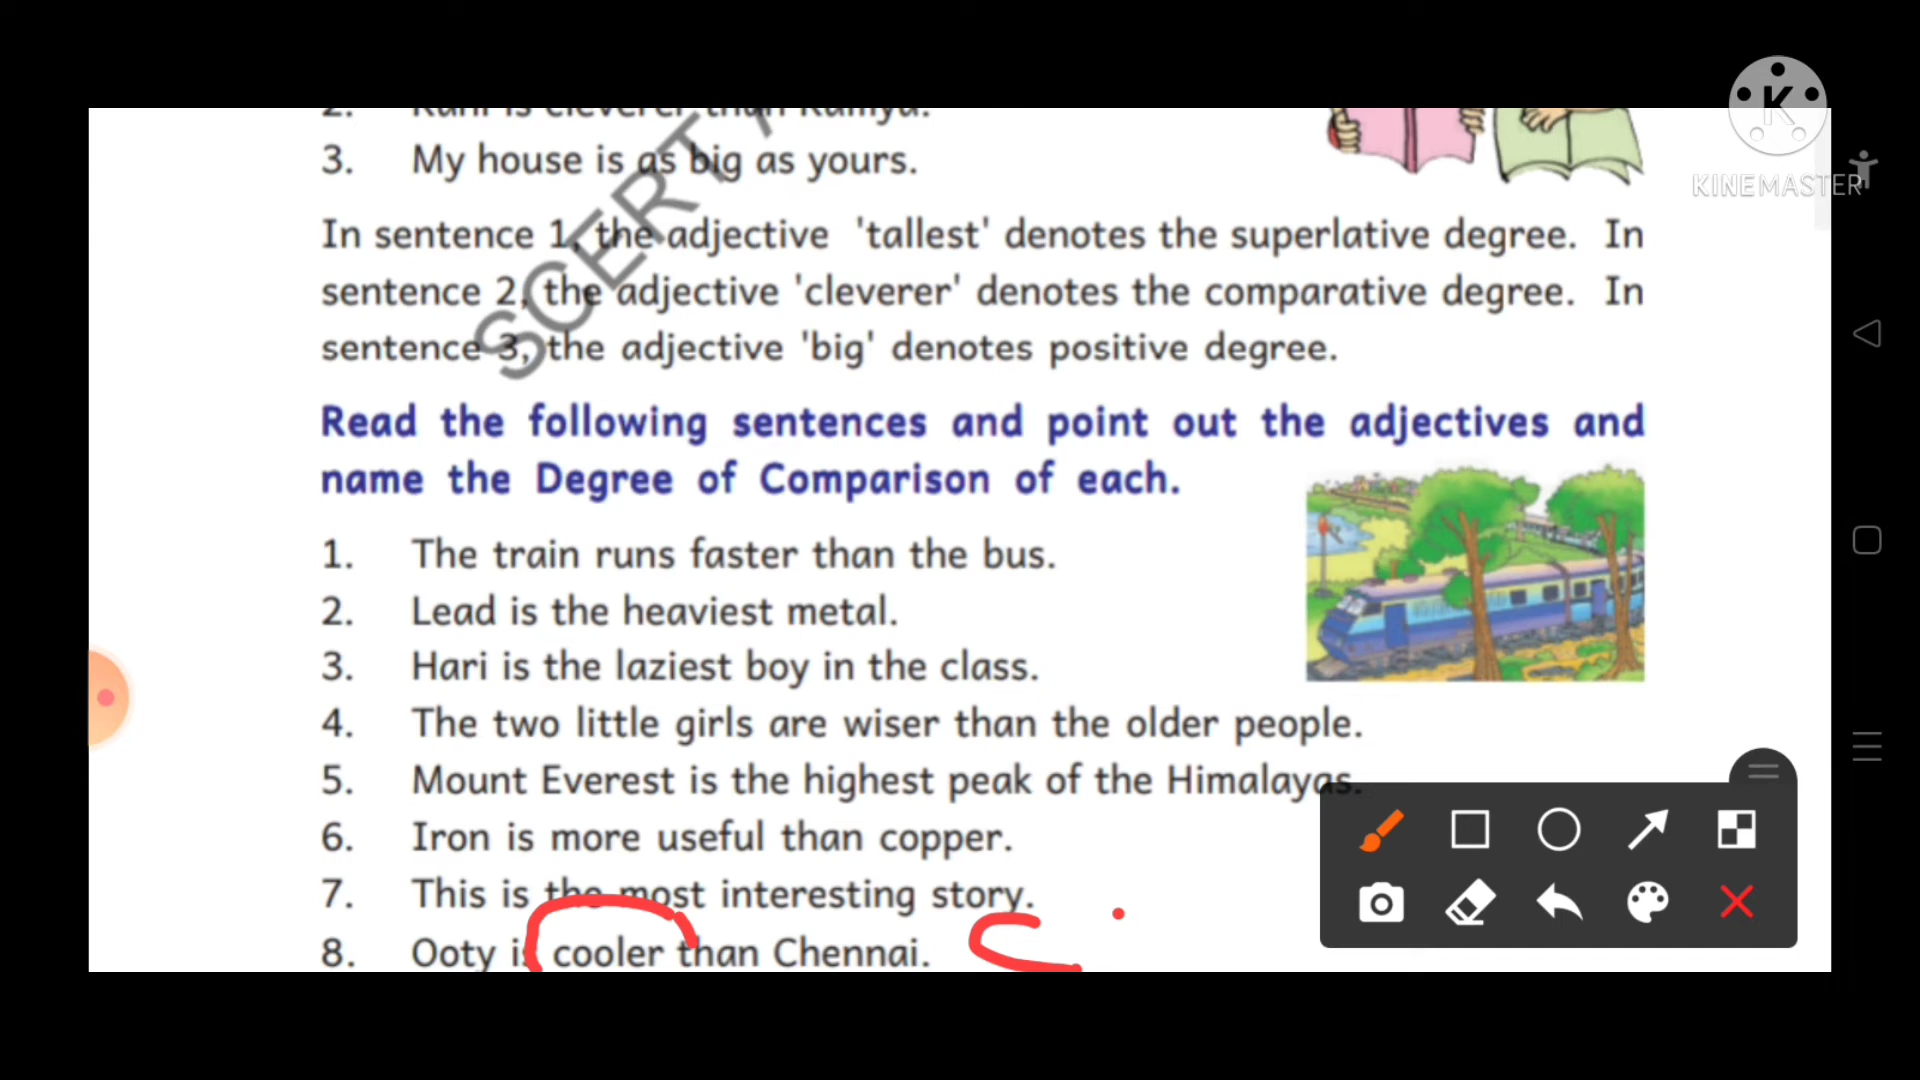 2. Rani is cleverer than Ramya.
3. My house is as big as yours.
KINEMASTER
SCERT
In sentence 1, the adjective 'tallest' denotes the superlative degree. In
sentence 2, the adjective 'cleverer' denotes the comparative degree. In
sentence 3, the adjective 'big' denotes positive degree.
Read the following sentences and point out the adjectives and
name the Degree of Comparison of each.
1. The train runs faster than the bus.
2. Lead is the heaviest metal.
3. Hari is the laziest boy in the class.
4. The two little girls are wiser than the older people.
5. Mount Everest is the highest peak of the Himalayas.
6. Iron is more useful than copper.
7. This is the most interesting story.
8. Ooty is cooler than Chennai.